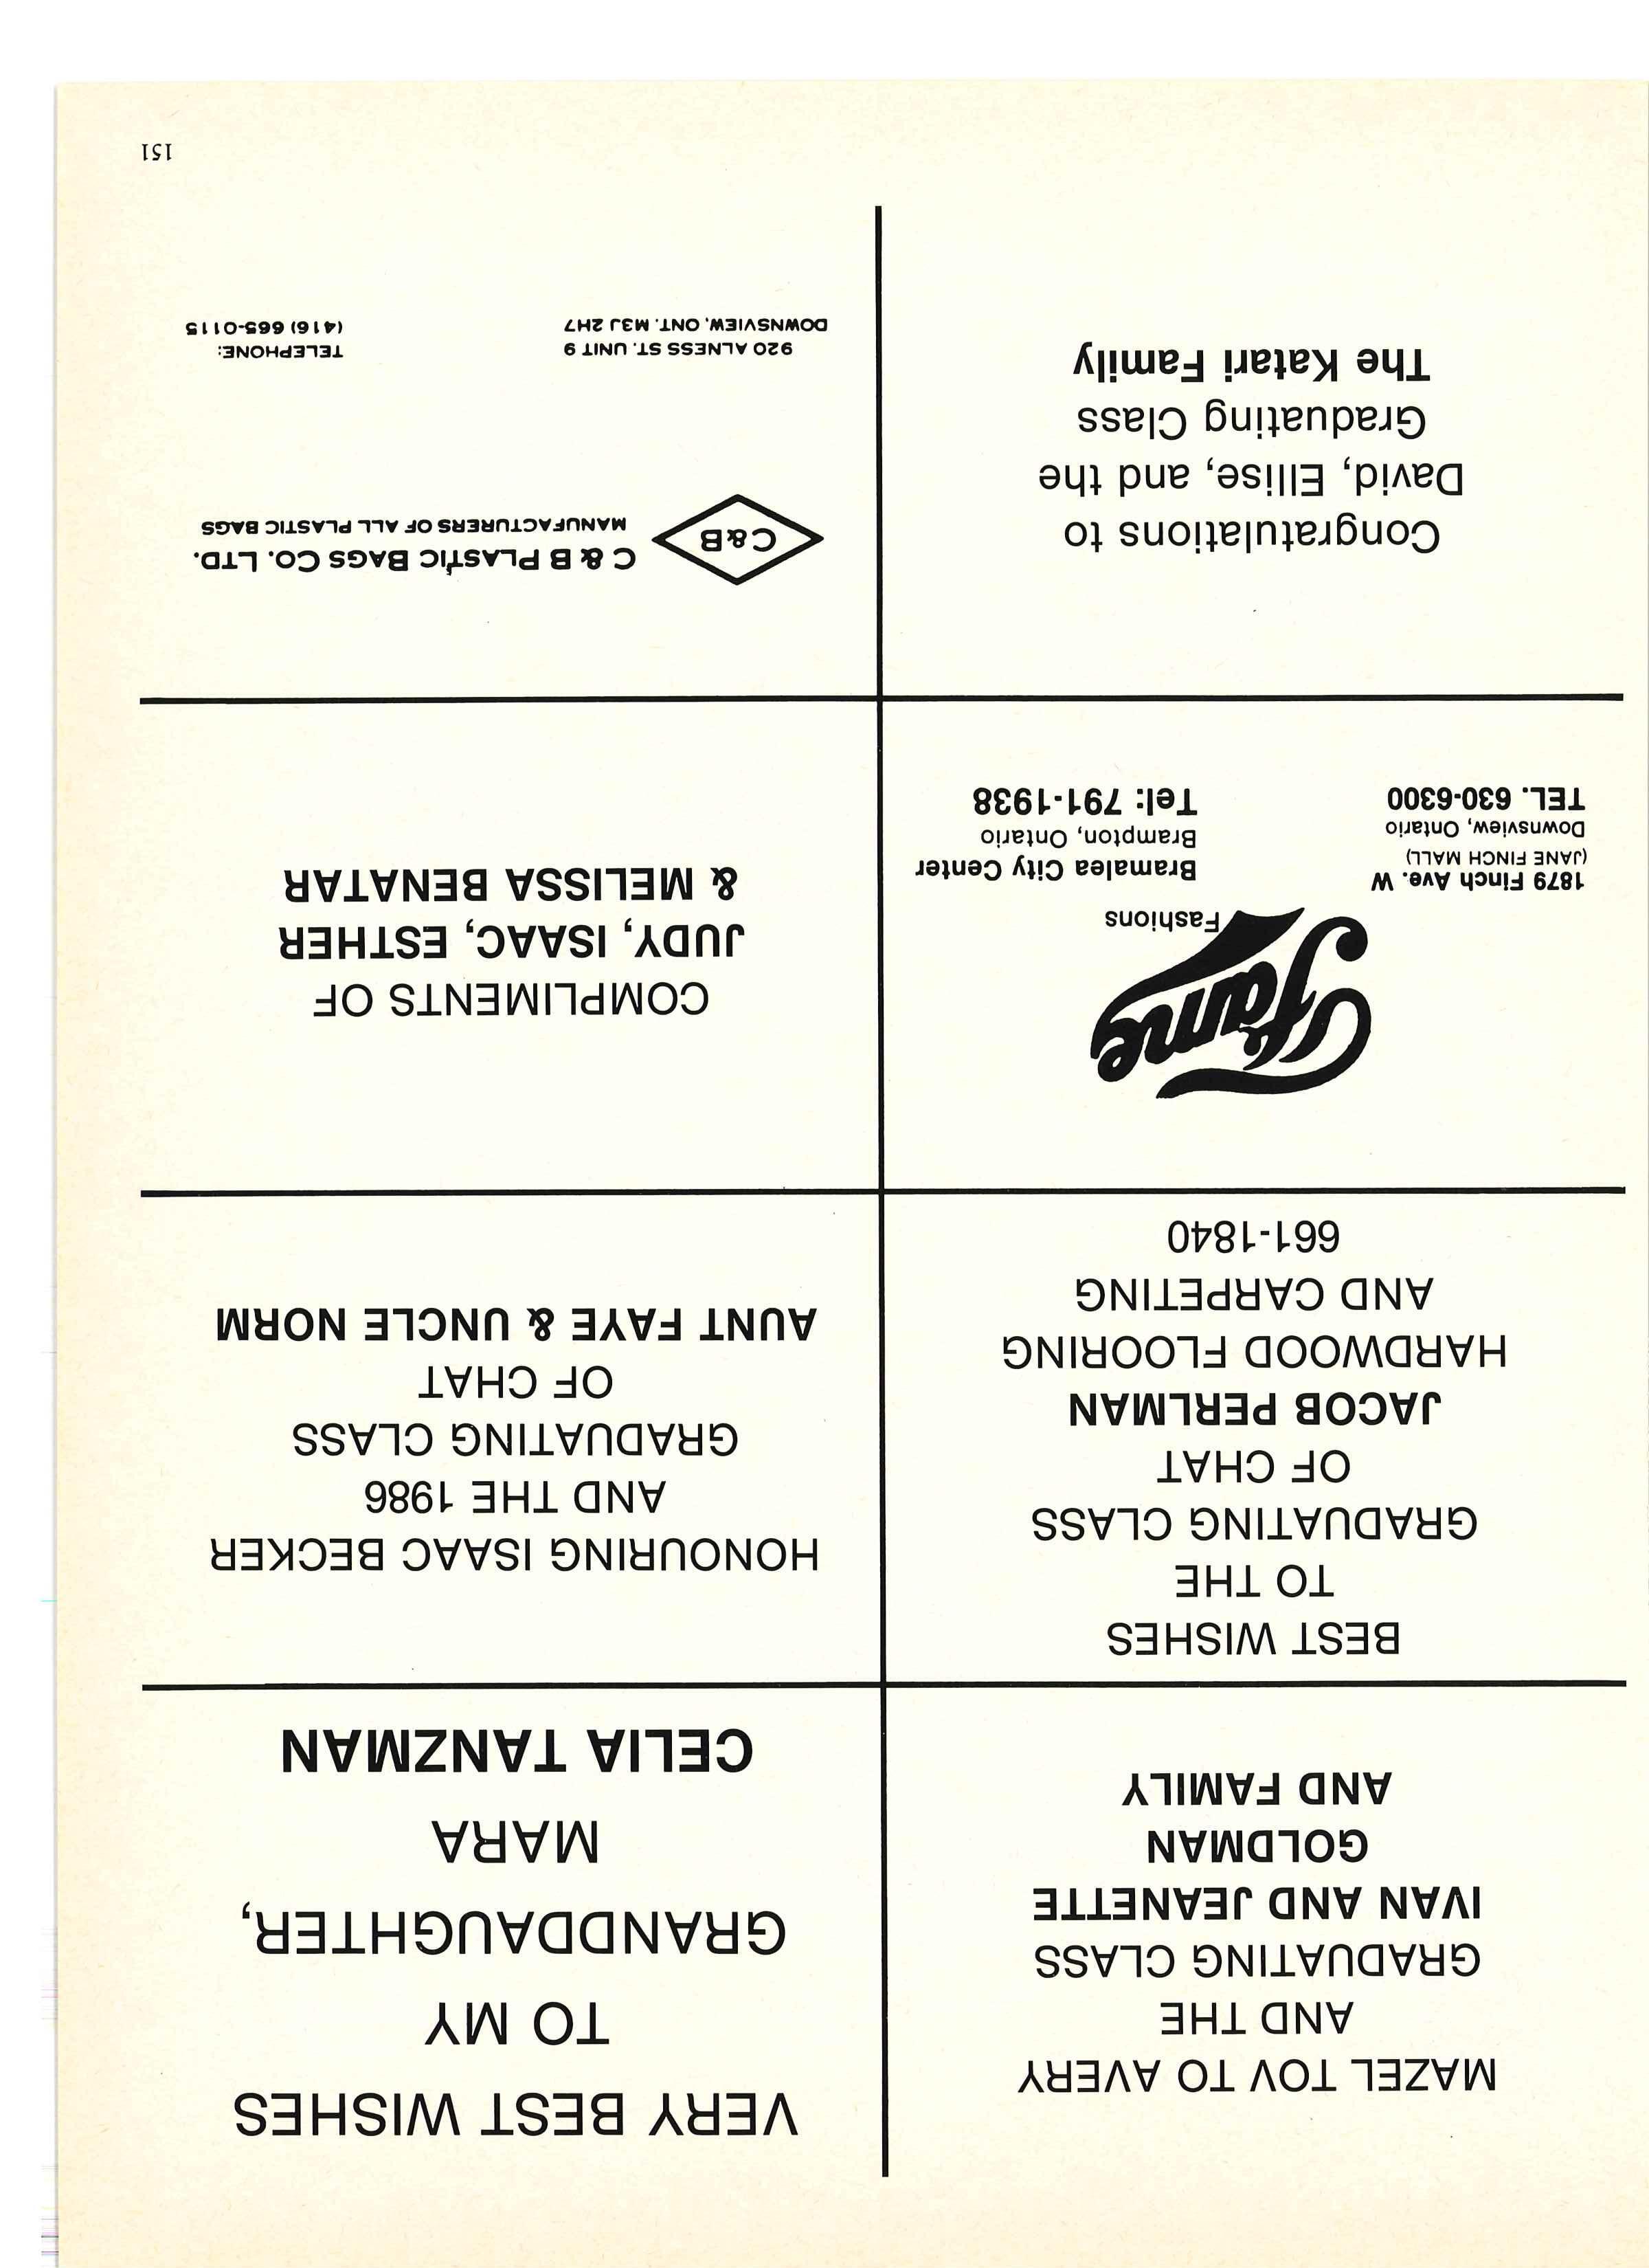 MAZEL TOV TO AVERY
AND THE
GRADUATING CLASS
IVAN AND JEANETTE
GOLDMAN
AND FAMILY
VERY BEST WISHES
TO MY
GRANDDAUGHTER,
MARA
CELIA TANZMAN
BEST WISHES
TO THE
GRADUATING CLASS
OF CHAT
JACOB PERLMAN
HARDWOOD FLOORING
AND CARPETING
661-1840
HONOURING ISAAC BECKER
AND THE 1986
GRADUATING CLASS
OF CHAT
AUNT FAYE & UNCLE NORM
Fame
Fashions
1879 Finch Ave. W
(JANE FINCH MALL)
Downsview, Ontario
TEL. 630-6300
Bramalea City Center
Brampton, Ontario
Tel: 791-1938
COMPLIMENTS OF
JUDY, ISAAC, ESTHER
& MELISSA BENATAR
Congratulations to
David, Ellise, and the
Graduating Class
The Katari Family
C&B
C & B PLASTIC BAGS CO. LTD.
MANUFACTURERS OF ALL PLASTIC BAGS
920 ALNESS ST. UNIT 9
DOWNSVIEW, ONT. M3J 2H7
TELEPHONE:
(416) 665-0115
151